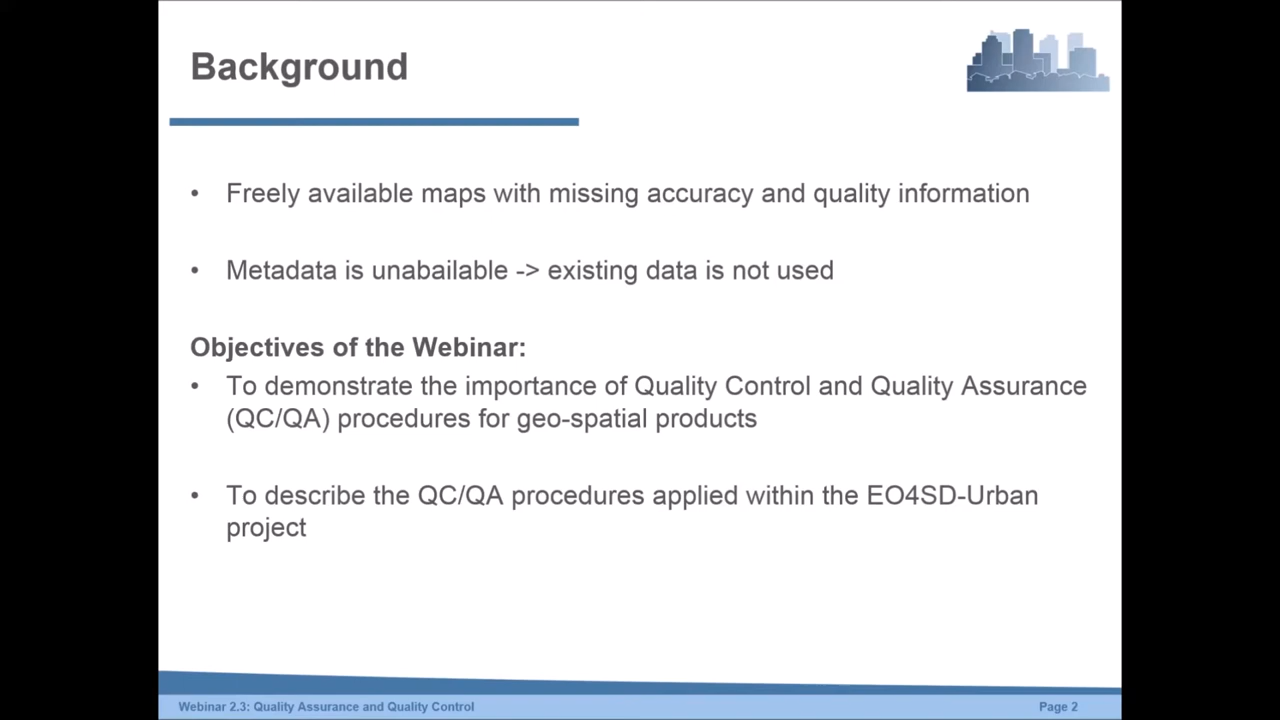 Background
• Freely available maps with missing accuracy and quality information
• Metadata is unabailable -> existing data is not used
Objectives of the Webinar:
• To demonstrate the importance of Quality Control and Quality Assurance
(QC/QA) procedures for geo-spatial products
• To describe the QC/QA procedures applied within the EO4SD-Urban
project
Webinar 2.3: Quality Assurance and Quality Control
Page 2